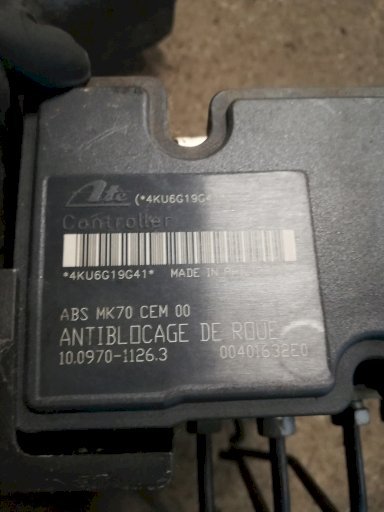 Ate (*4KU6G19G4
Controller
*4KU6G19G41* MADE IN
ABS MK70 CEM 00
ANTIBLOCAGE DE ROUE
10.0970-1126.3 00401632E0